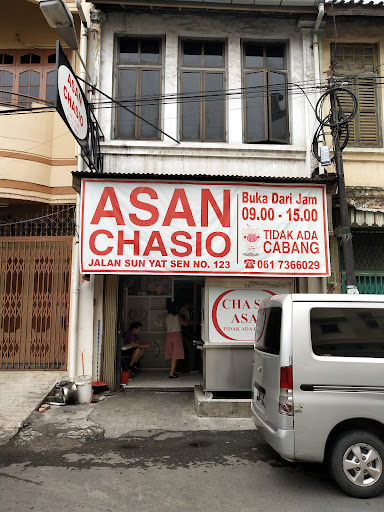 ASAN
CHASIO
ASAN
CHASIO
JALAN SUN YAT SEN NO. 123
Buka Dari Jam
09.00 - 15.00
TIDAK ADA
CABANG
☎ 061 7366029
CHA S
ASA
TIDAK ADA